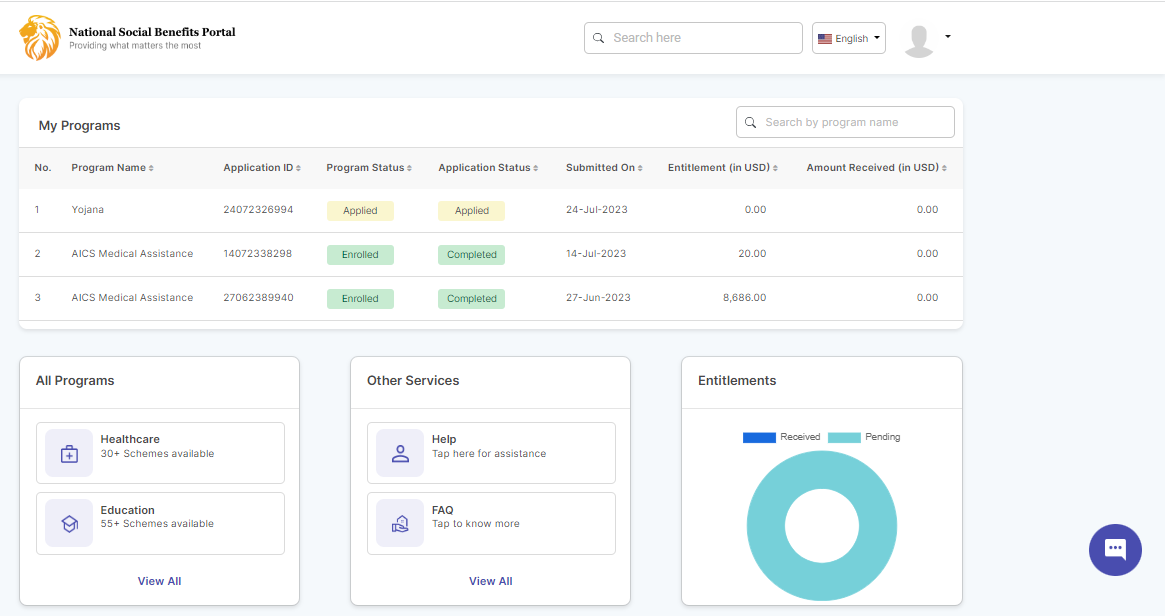 National Social Benefits Portal
Providing what matters the most
Search here
English
My Programs
Search by program name
No. Program Name Application ID Program Status Application Status Submitted On Entitlement (in USD) Amount Received (in USD)
1 Yojana 24072326994 Applied Applied 24-Jul-2023 0.00 0.00
2 AICS Medical Assistance 14072338298 Enrolled Completed 14-Jul-2023 20.00 0.00
3 AICS Medical Assistance 27062389940 Enrolled Completed 27-Jun-2023 8,686.00 0.00
All Programs
Healthcare
30+ Schemes available
Education
55+ Schemes available
View All
Other Services
Help
Tap here for assistance
FAQ
Tap to know more
View All
Entitlements
Received Pending